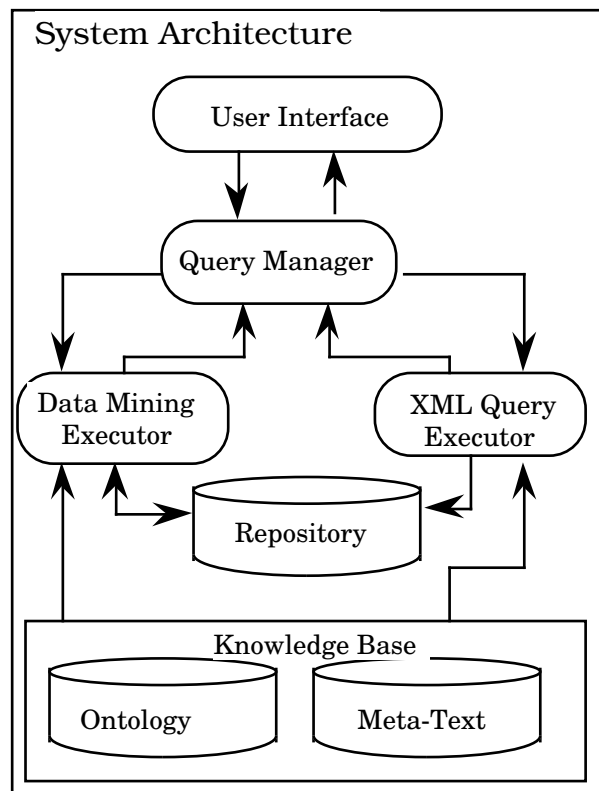 System Architecture
User Interface
Query Manager
Data Mining
Executor
XML Query
Executor
Repository
Knowledge Base
Ontology
Meta-Text